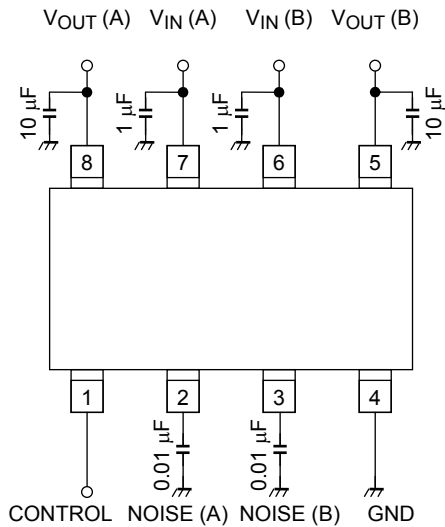 VOUT (A) VIN (A) VIN (B) VOUT (B)
10 μF 1 μF 1 μF 10 μF
8 7 6 5
1 2 3 4
0.01 μF 0.01 μF
CONTROL NOISE (A) NOISE (B) GND